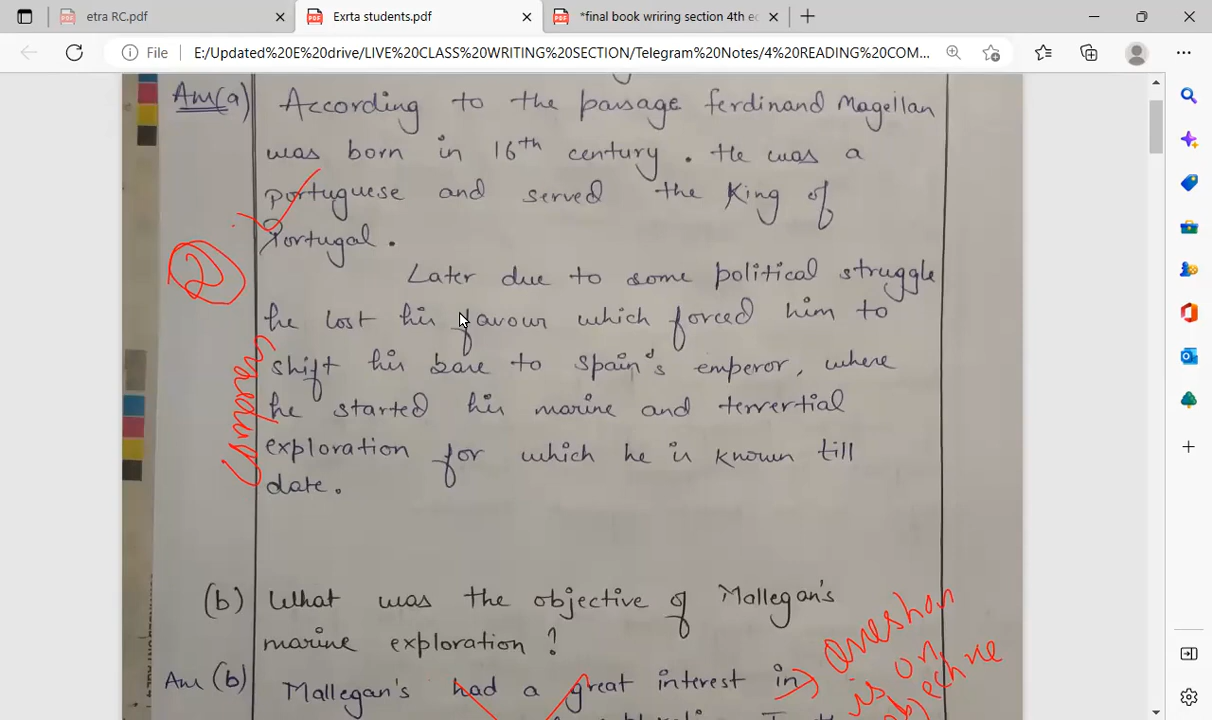 etra RC.pdf
Exrta students.pdf
*final book wriring section 4th ec
File
E:/Updated%20E%20drive/LIVE%20CLASS%20WRITING%20SECTION/Telegram%20Notes/4%20READING%20COM...
Ans(a) According to the passage ferdinand Magellan
was born in 16th century. He was a
portuguese and served the King of
Portugal.
2
Later due to some political struggle
he lost his favour which forced him to
shift his base to Spain's emperor, where
he started his marine and terrertial
exploration for which he is known till
date.
(b) What was the objective of Mallegan's
marine exploration ?
Question
is on
objective
Ans (b) Mallegan's had a great interest in